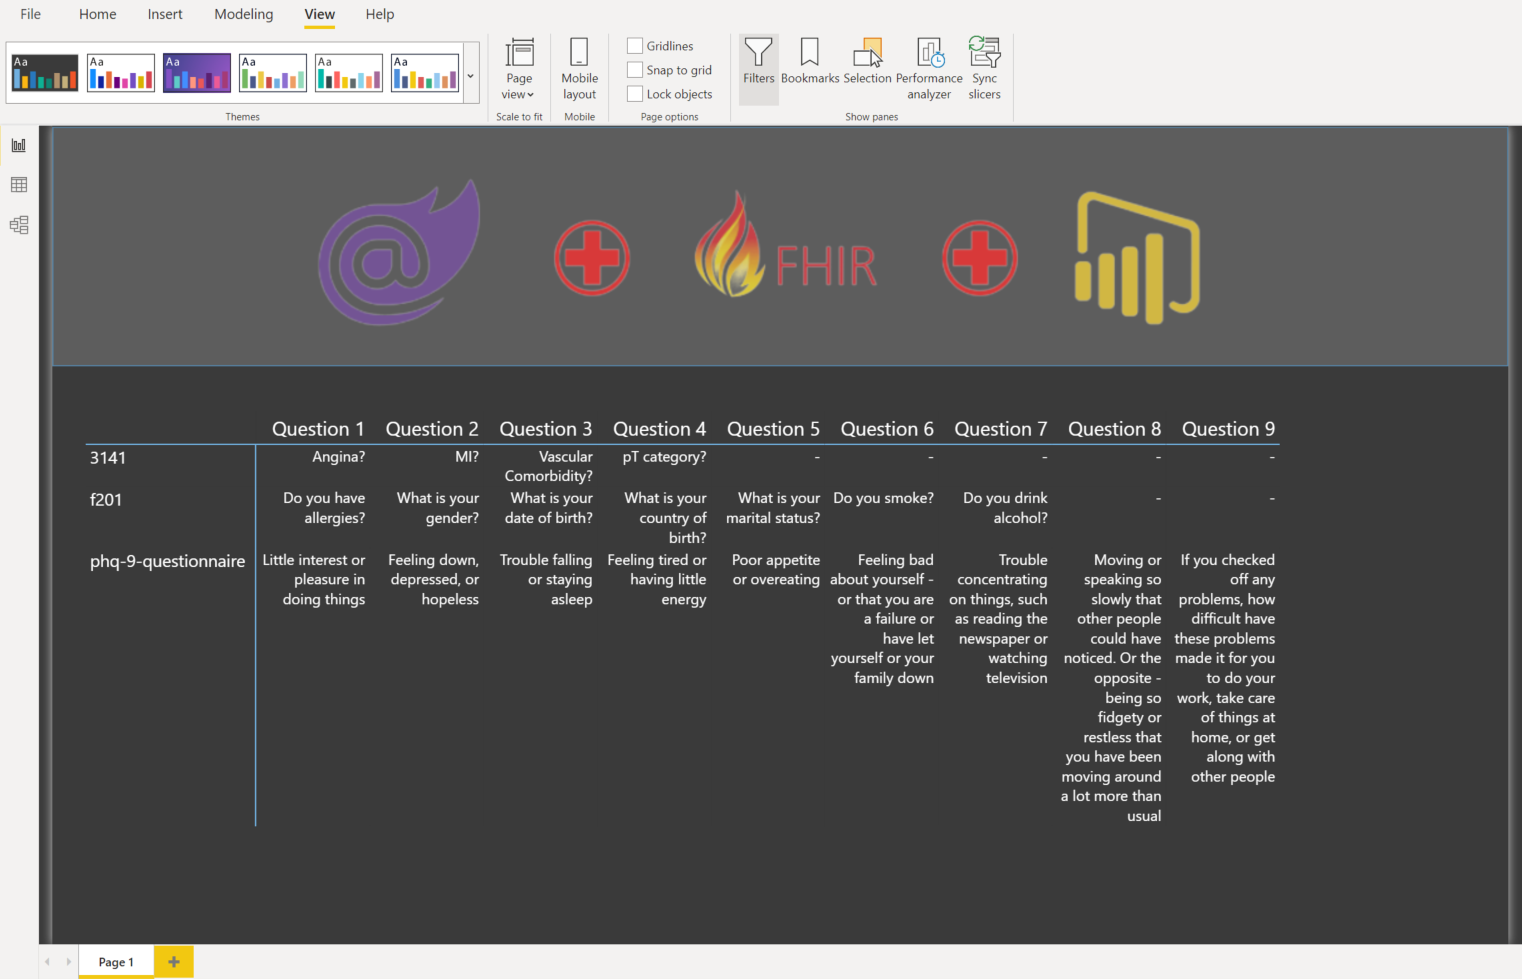 File Home Insert Modeling View Help
Aa Aa Aa Aa Aa Aa
Page view
Mobile layout
Gridlines
Snap to grid
Lock objects
Filters
Bookmarks
Selection
Performance analyzer
Sync slicers
Themes
Scale to fit
Mobile
Page options
Show panes
@
FHIR
Question 1 Question 2 Question 3 Question 4 Question 5 Question 6 Question 7 Question 8 Question 9
3141
Angina?
MI?
Vascular
Comorbidity?
pT category?
-
-
-
-
-
f201
Do you have
allergies?
What is your
gender?
What is your
date of birth?
What is your
country of
birth?
What is your
marital status?
Do you smoke?
Do you drink
alcohol?
-
-
phq-9-questionnaire
Little interest or
pleasure in
doing things
Feeling down,
depressed, or
hopeless
Trouble falling
or staying
asleep
Feeling tired or
having little
energy
Poor appetite
or overeating
Feeling bad
about yourself -
or that you are
a failure or
have let
yourself or your
family down
Trouble
concentrating
on things, such
as reading the
newspaper or
watching
television
Moving or
speaking so
slowly that
other people
could have
noticed. Or the
opposite -
being so
fidgety or
restless that
you have been
moving around
a lot more than
usual
If you checked
off any
problems, how
difficult have
these problems
made it for you
to do your
work, take care
of things at
home, or get
along with
other people
Page 1